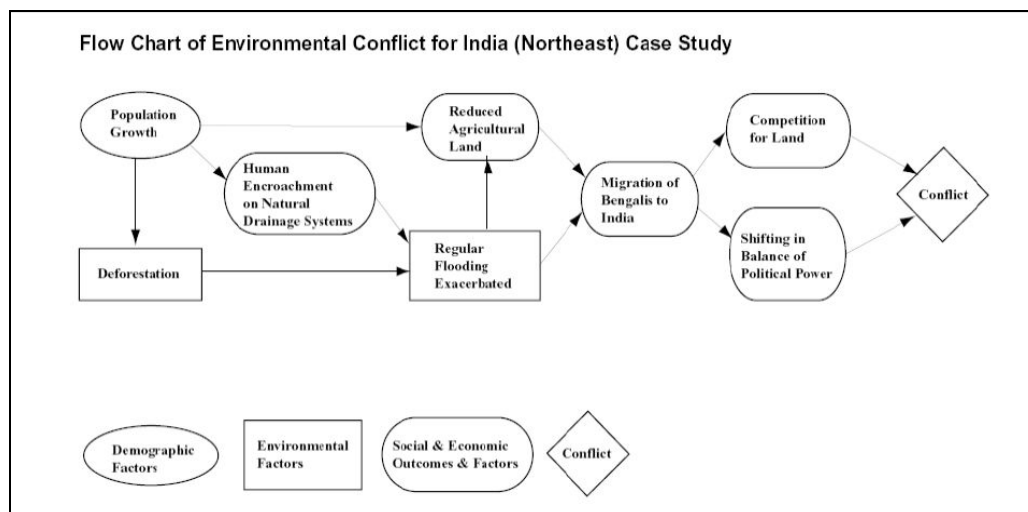 Flow Chart of Environmental Conflict for India (Northeast) Case Study
Population
Growth
Reduced
Agricultural
Land
Competition
for Land
Human
Encroachment
on Natural
Drainage Systems
Migration of
Bengalis to
India
Conflict
Deforestation
Regular
Flooding
Exacerbated
Shifting in
Balance of
Political Power
Demographic
Factors
Environmental
Factors
Social & Economic
Outcomes & Factors
Conflict